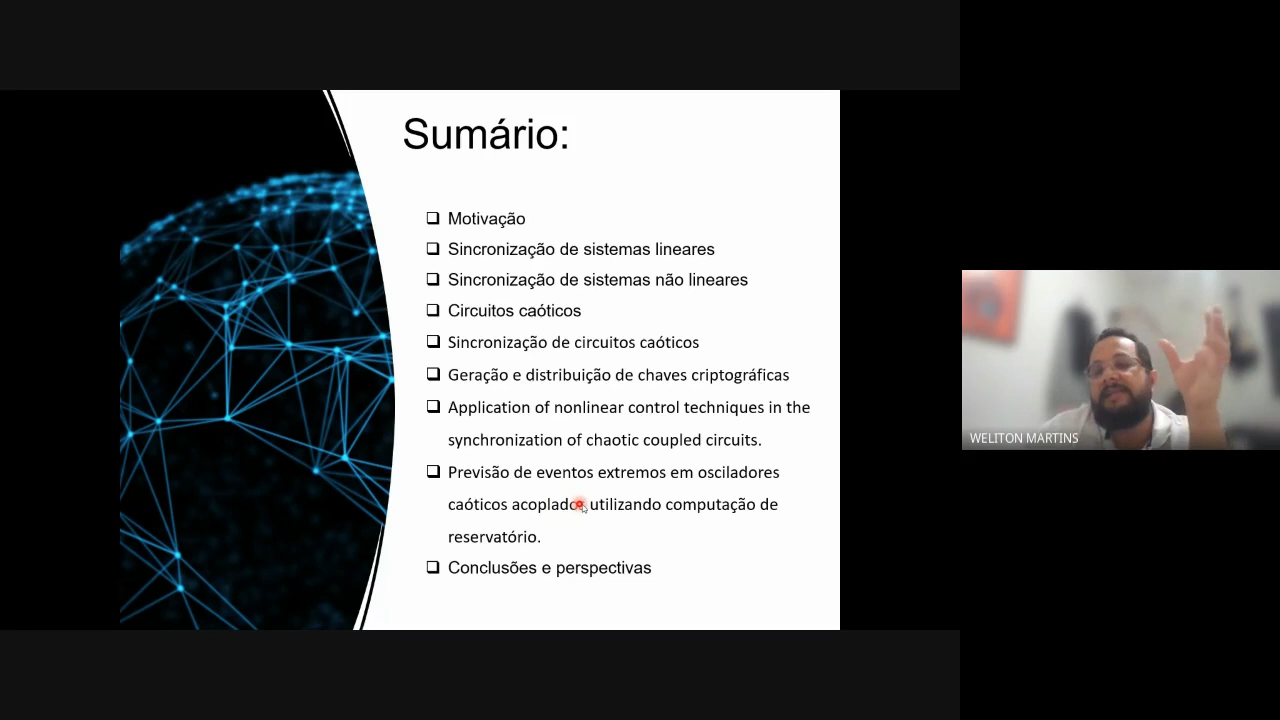 Sumário:
❑ Motivação
❑ Sincronização de sistemas lineares
❑ Sincronização de sistemas não lineares
❑ Circuitos caóticos
❑ Sincronização de circuitos caóticos
❑ Geração e distribuição de chaves criptográficas
❑ Application of nonlinear control techniques in the
synchronization of chaotic coupled circuits.
❑ Previsão de eventos extremos em osciladores
caóticos acoplados utilizando computação de
reservatório.
❑ Conclusões e perspectivas
WELITON MARTINS